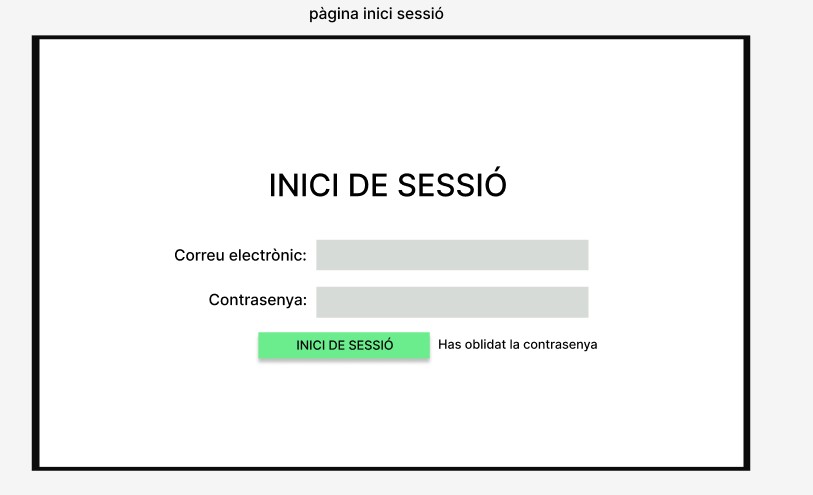 pàgina inici sessió
INICI DE SESSIÓ
Correu electrònic:
Contrasenya:
INICI DE SESSIÓ Has oblidat la contrasenya